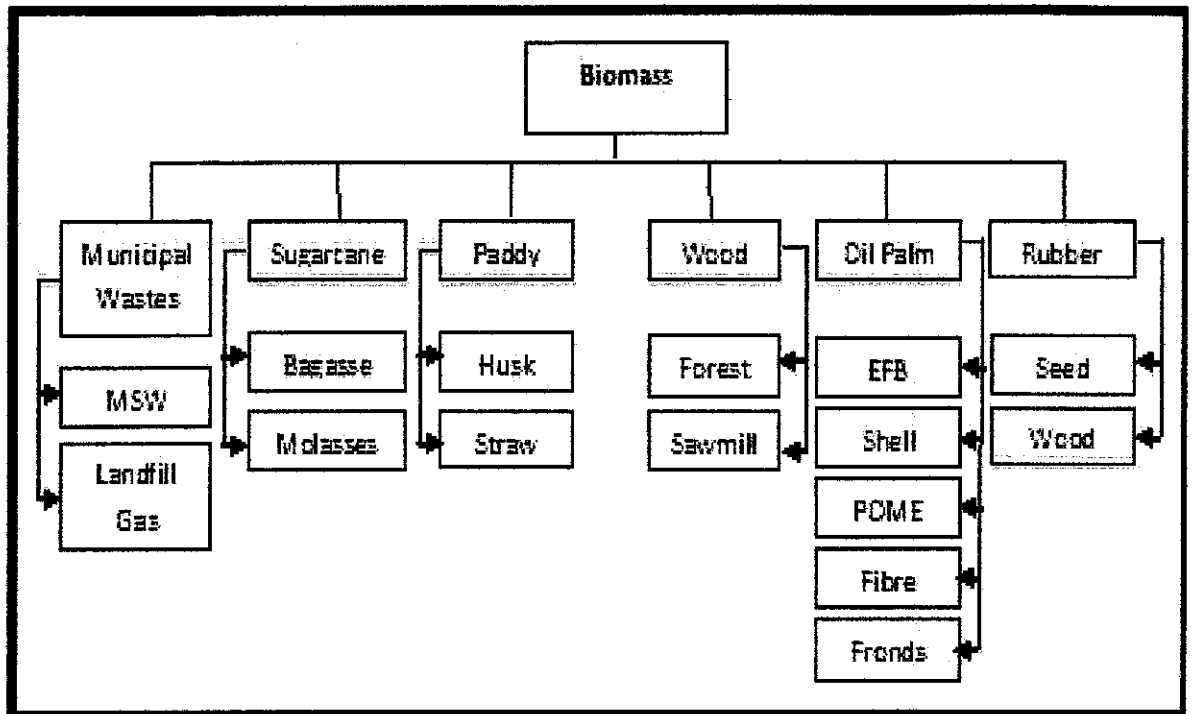 Biomass
Municipal
Wastes
Sugarcane
Paddy
Wood
Oil Palm
Rubber
MSW
Landfill
Gas
Bagasse
Molasses
Husk
Straw
Forest
Sawmill
EFB
Shell
POME
Fibre
Fronds
Seed
Wood